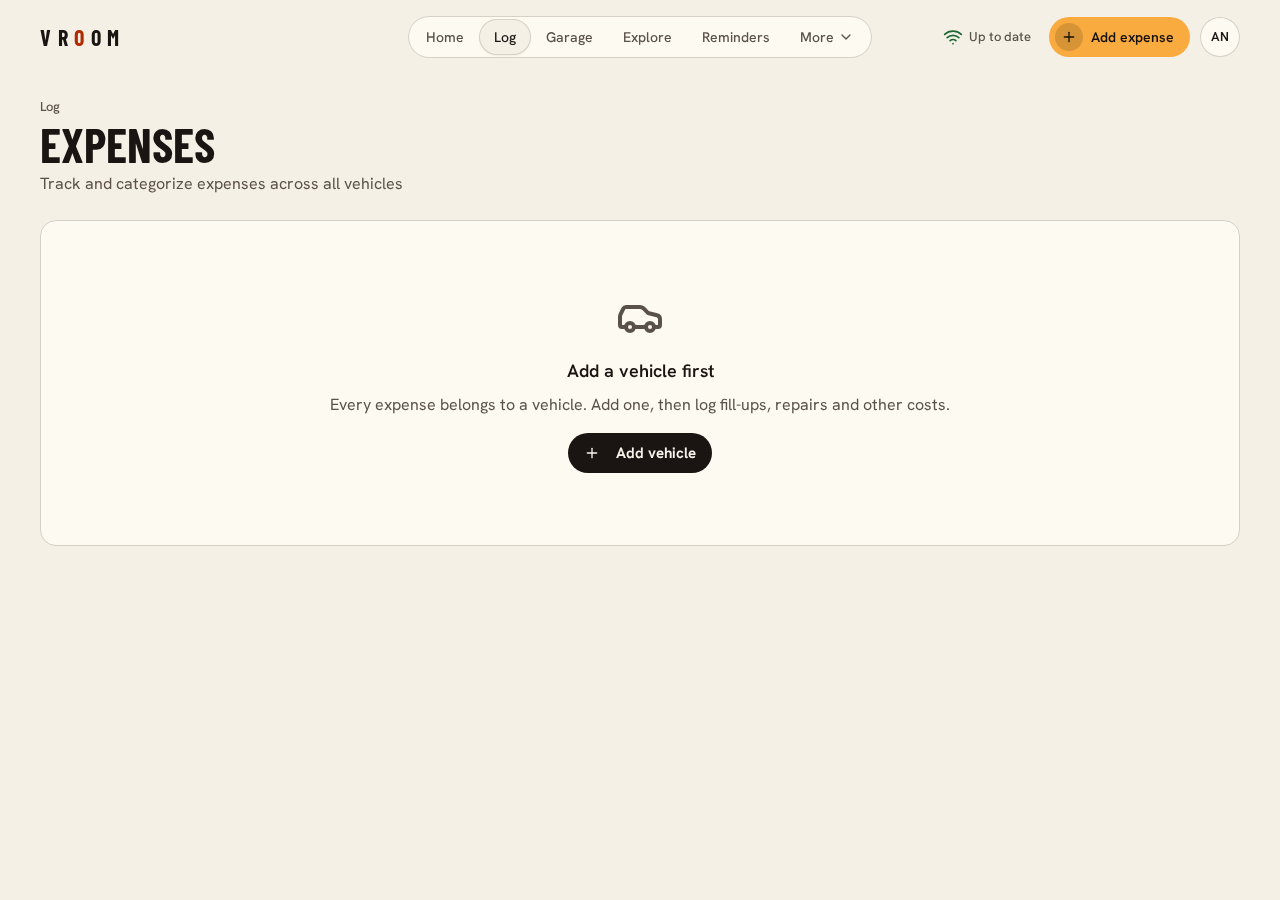 VROOM
Home
Log
Garage
Explore
Reminders
More
Up to date
Add expense
AN
Log
EXPENSES
Track and categorize expenses across all vehicles
Add a vehicle first
Every expense belongs to a vehicle. Add one, then log fill-ups, repairs and other costs.
Add vehicle